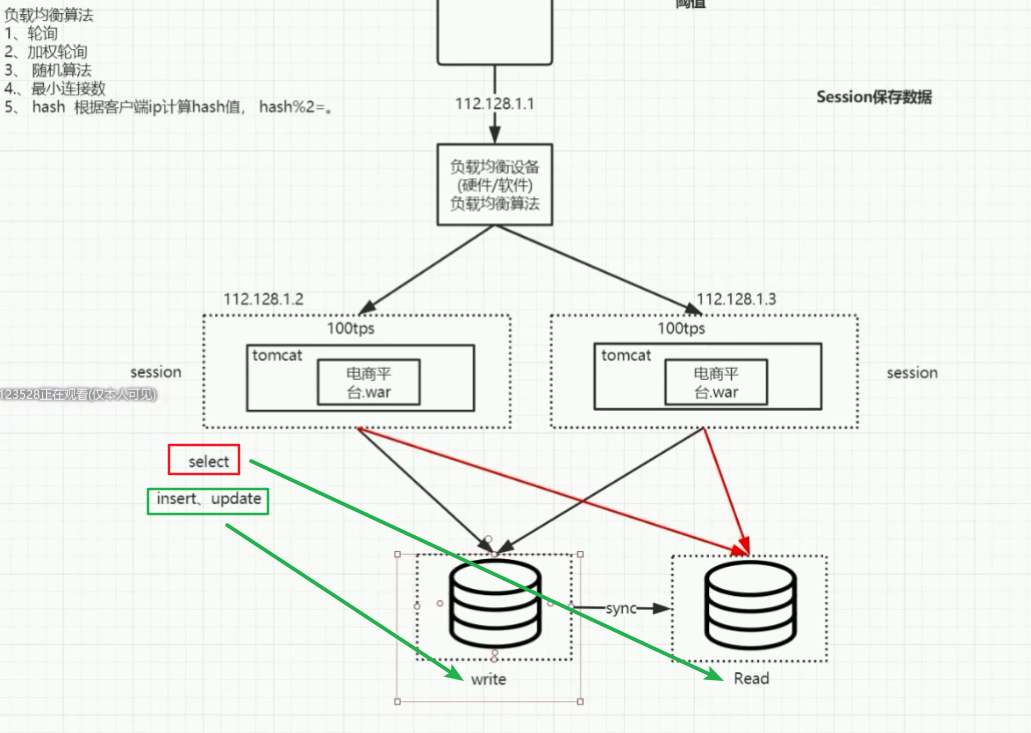 阈值
负载均衡算法
1、轮询
2、加权轮询
3、 随机算法
4.、最小连接数
5、 hash 根据客户端ip计算hash值， hash%2=。
112.128.1.1
Session保存数据
负载均衡设备
(硬件/软件)
负载均衡算法
112.128.1.2
112.128.1.3
100tps
100tps
tomcat
tomcat
电商平
台.war
电商平
台.war
session
session
123528正在观看(仅本人可见)
select
insert、update
sync
write
Read